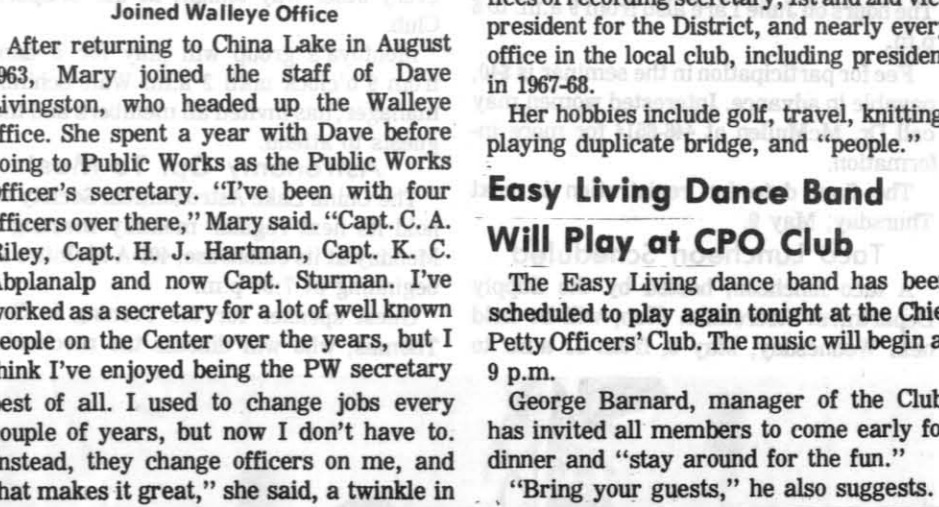 Joined Walleye Office
After returning to China Lake in August
963, Mary joined the staff of Dave
ivingston, who headed up the Walleye
ffice. She spent a year with Dave before
oing to Public Works as the Public Works
fficer's secretary. “I've been with four
fficers over there,” Mary said. “Capt. C. A.
Riley, Capt. H. J. Hartman, Capt. K. C.
bplanalp and now Capt. Sturman. I've
worked as a secretary for a lot of well known
eople on the Center over the years, but I
hink I've enjoyed being the PW secretary
est of all. I used to change jobs every
ouple of years, but now I don't have to.
nstead, they change officers on me, and
hat makes it great,” she said, a twinkle in
of recording secretary, 1st and 2nd
president for the District, and nearly every
office in the local club, including presiden
in 1967-68.
Her hobbies include golf, travel, knitting
playing duplicate bridge, and “people.”
Easy Living Dance Band
Will Play at CPO Club
The Easy Living dance band has been
scheduled to play again tonight at the Chie
Petty Officers' Club. The music will begin a
9 p.m.
George Barnard, manager of the Club
has invited all members to come early fo
dinner and “stay around for the fun.”
“Bring your guests,” he also suggests.